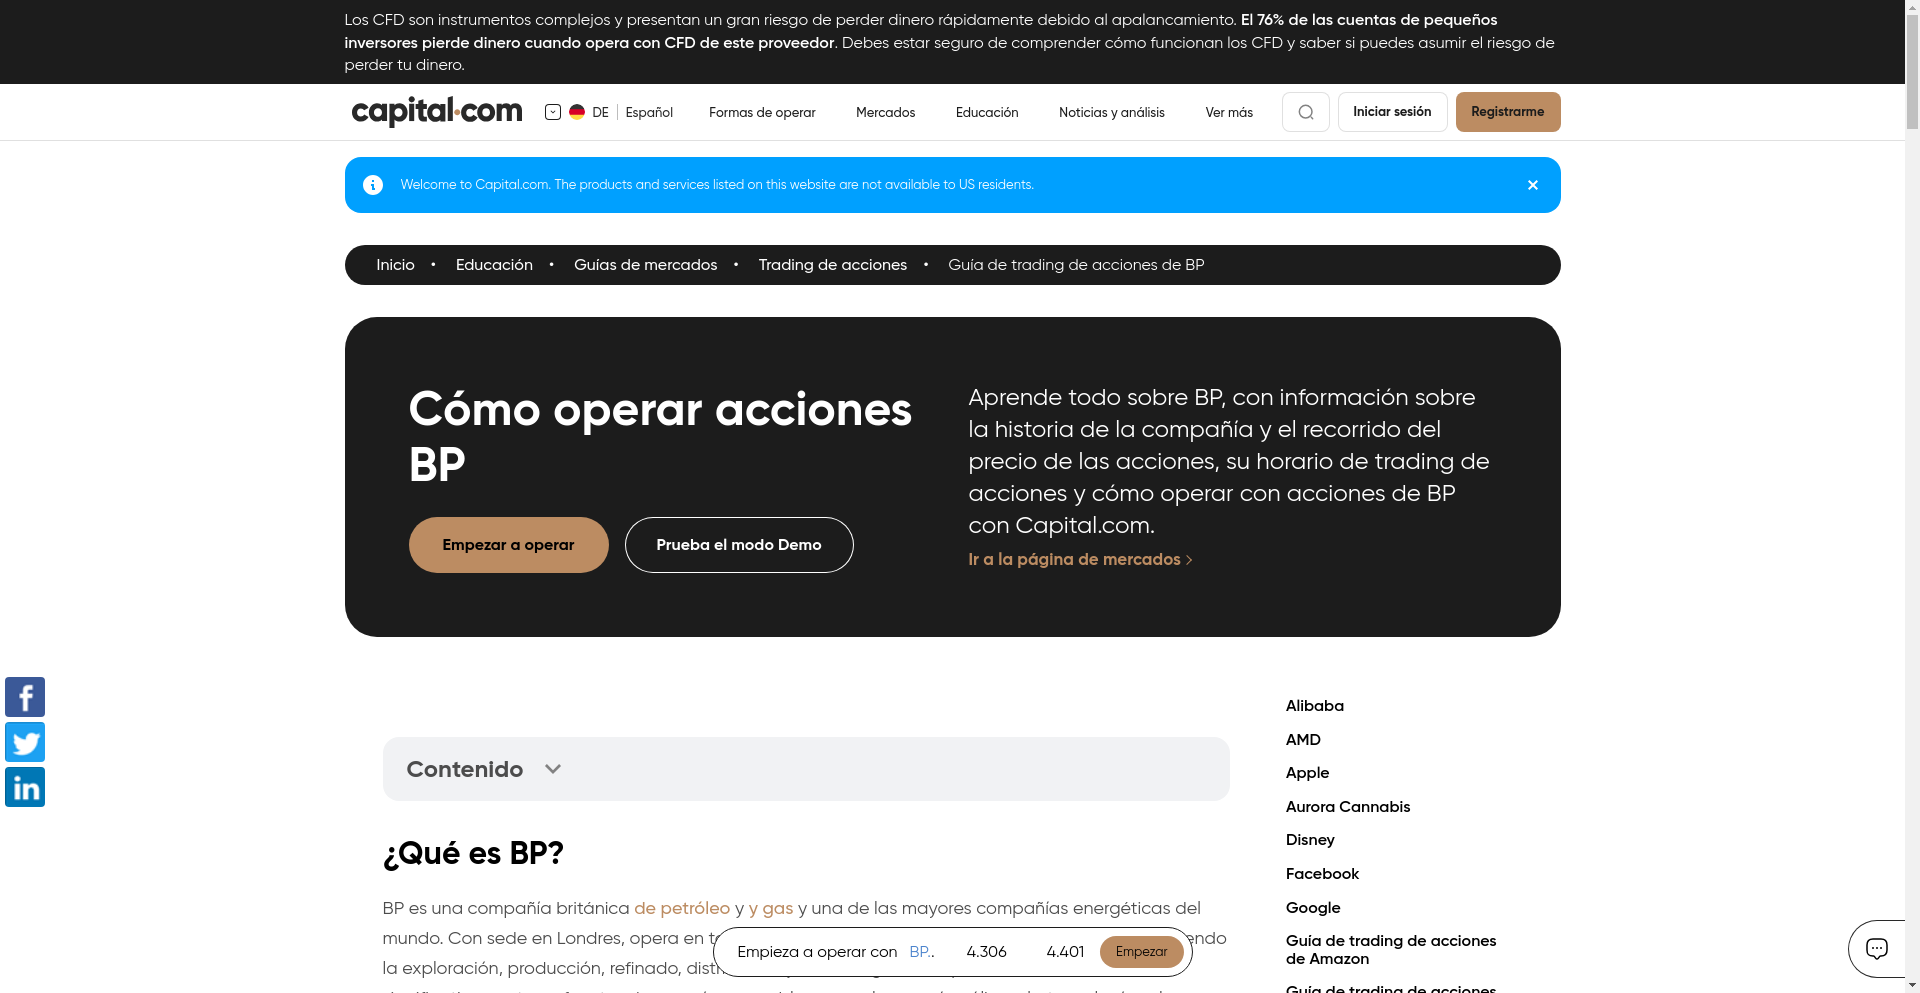 Los CFD son instrumentos complejos y presentan un gran riesgo de perder dinero rápidamente debido al apalancamiento. El 76% de las cuentas de pequeños
inversores pierde dinero cuando opera con CFD de este proveedor. Debes estar seguro de comprender cómo funcionan los CFD y saber si puedes asumir el riesgo de
perder tu dinero.
capital.com DE Español Formas de operar Mercados Educación Noticias y análisis Ver más Iniciar sesión Registrarme
Welcome to Capital.com. The products and services listed on this website are not available to US residents.
Inicio • Educación • Guías de mercados • Trading de acciones • Guía de trading de acciones de BP
Cómo operar acciones
BP
Empezar a operar Prueba el modo Demo
Aprende todo sobre BP, con información sobre
la historia de la compañía y el recorrido del
precio de las acciones, su horario de trading de
acciones y cómo operar con acciones de BP
con Capital.com.
Ir a la página de mercados
Contenido
¿Qué es BP?
BP es una compañía británica de petróleo y y gas y una de las mayores compañías energéticas del
mundo. Con sede en Londres, opera en
la exploración, producción, refinado,
Empieza a operar con BP.. 4.306 4.401 Empezar
Alibaba
AMD
Apple
Aurora Cannabis
Disney
Facebook
Google
Guía de trading de acciones
de Amazon
Guía de trading de acciones